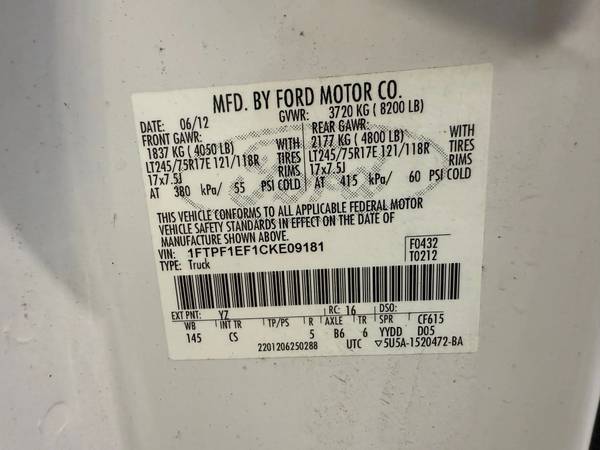 MFD. BY FORD MOTOR CO.
DATE: 06/12 GVWR: 3720 KG ( 8200 LB)
FRONT GAWR: REAR GAWR:
1837 KG ( 4050 LB) WITH 2177 KG ( 4800 LB) WITH
LT245/75R17E 121/118R TIRES LT245/75R17E 121/118R TIRES
17x7.5J RIMS 17x7.5J RIMS
AT 380 kPa/ 55 PSI COLD AT 415 kPa/ 60 PSI COLD
THIS VEHICLE CONFORMS TO ALL APPLICABLE FEDERAL MOTOR
VEHICLE SAFETY STANDARDS IN EFFECT ON THE DATE OF
MANUFACTURE SHOWN ABOVE.
VIN: 1FTPF1EF1CKE09181 F0432
TYPE: Truck T0212
EXT PNT: YZ RC: 16 DSO:
WB INT TR TP/PS R AXLE TR SPR CF615
145 CS 5 B6 6 YYDD D05
2201206250288 UTC ▽5U5A-1520472-BA
Ford